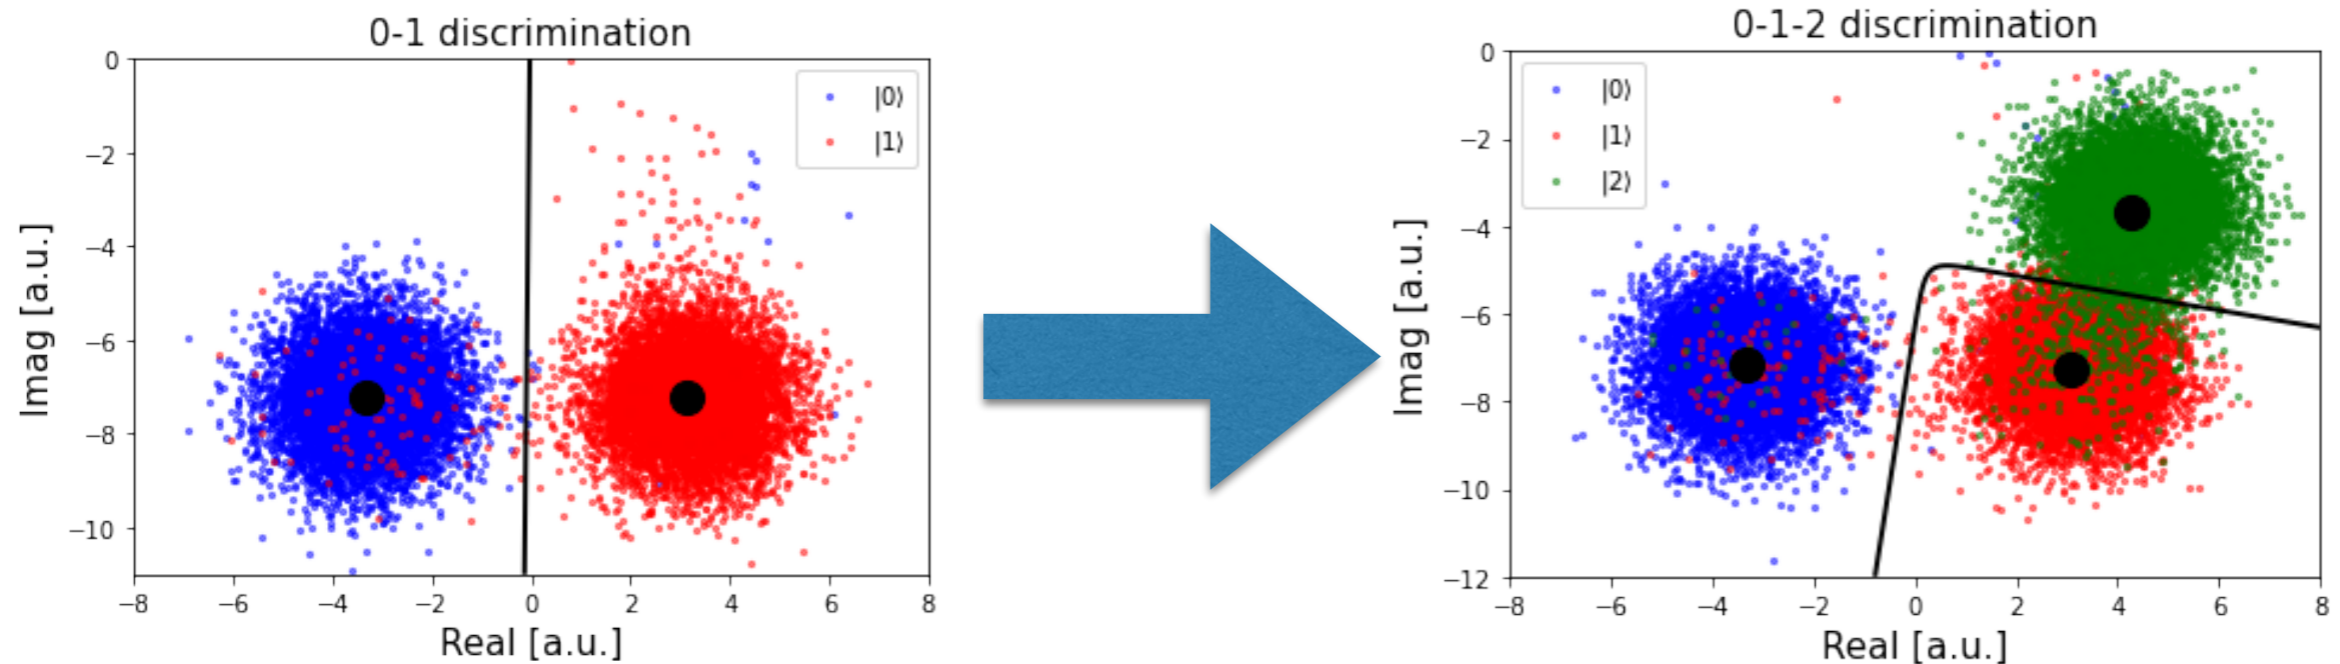 0-1 discrimination
0
−2
−4
−6
−8
−10
Imag [a.u.]
|0⟩
|1⟩
−8 −6 −4 −2 0 2 4 6 8
Real [a.u.]
0-1-2 discrimination
0
−2
−4
−6
−8
−10
−12
Imag [a.u.]
|0⟩
|1⟩
|2⟩
−8 −6 −4 −2 0 2 4 6 8
Real [a.u.]